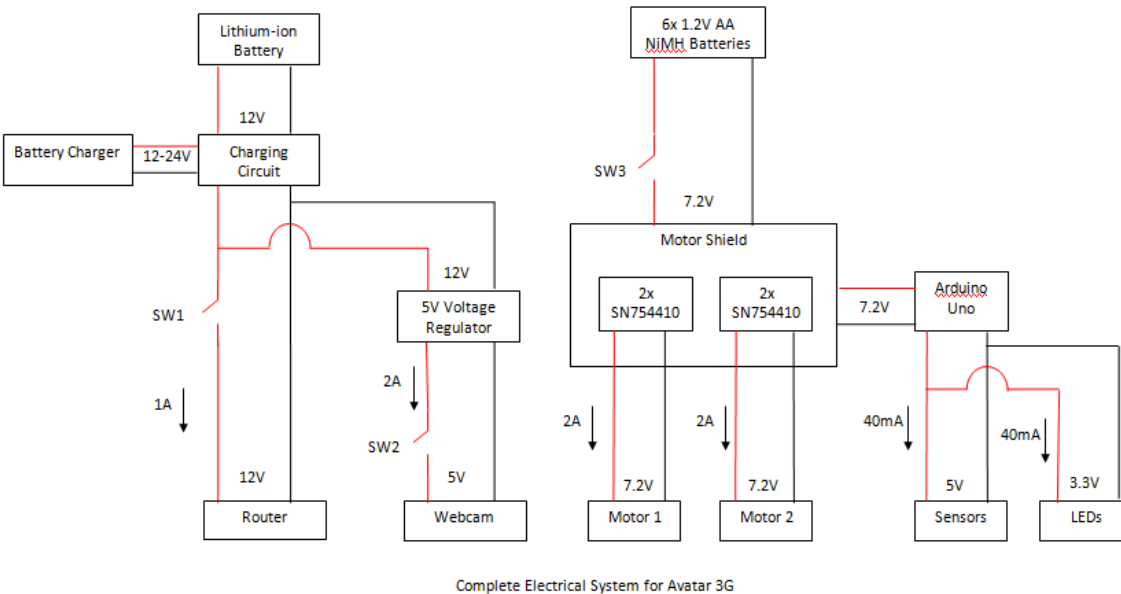 Lithium-ion
Battery
6x 1.2V AA
NiMH Batteries
12V
Battery Charger
12-24V
Charging
Circuit
SW3
7.2V
Motor Shield
12V
5V Voltage
Regulator
2x
SN754410
2x
SN754410
7.2V
Arduino
Uno
SW1
2A
1A
SW2
2A
2A
40mA
40mA
12V
5V
7.2V
7.2V
5V
3.3V
Router
Webcam
Motor 1
Motor 2
Sensors
LEDs
Complete Electrical System for Avatar 3G